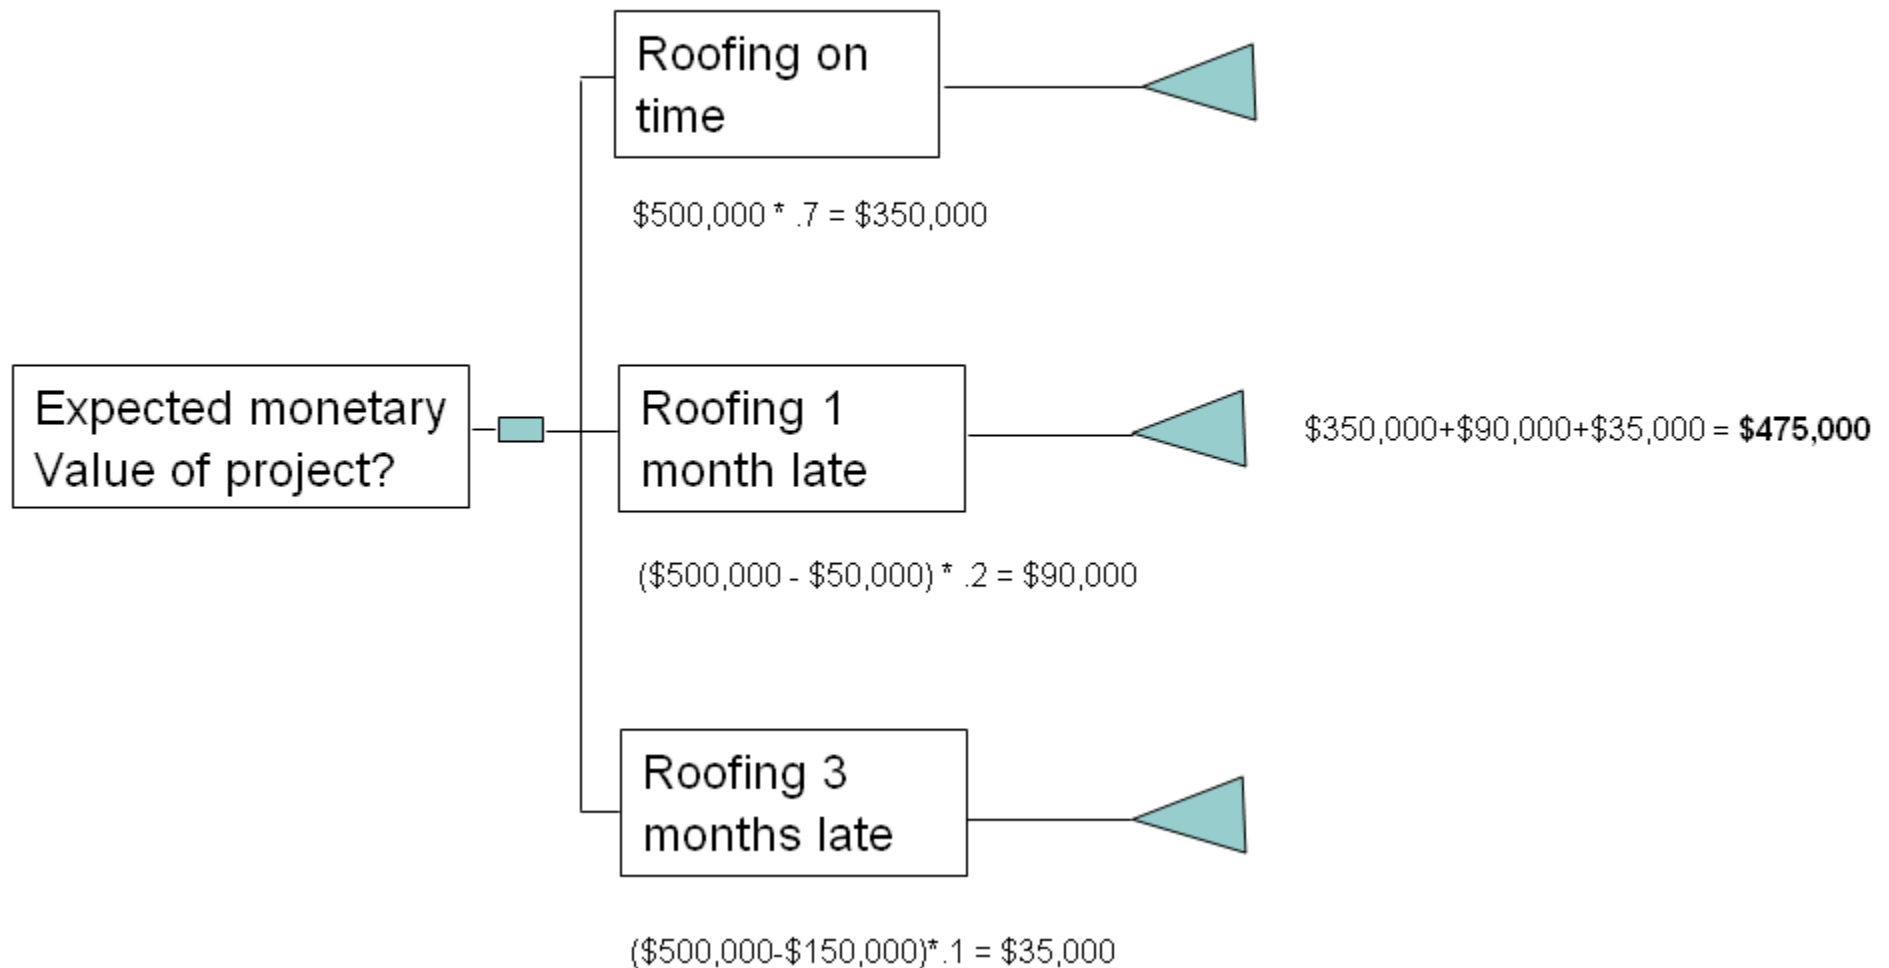 Roofing on
time
$500,000 * .7 = $350,000
Expected monetary
Value of project?
Roofing 1
month late
$350,000+$90,000+$35,000 = $475,000
($500,000 - $50,000) * .2 = $90,000
Roofing 3
months late
($500,000-$150,000)*.1 = $35,000